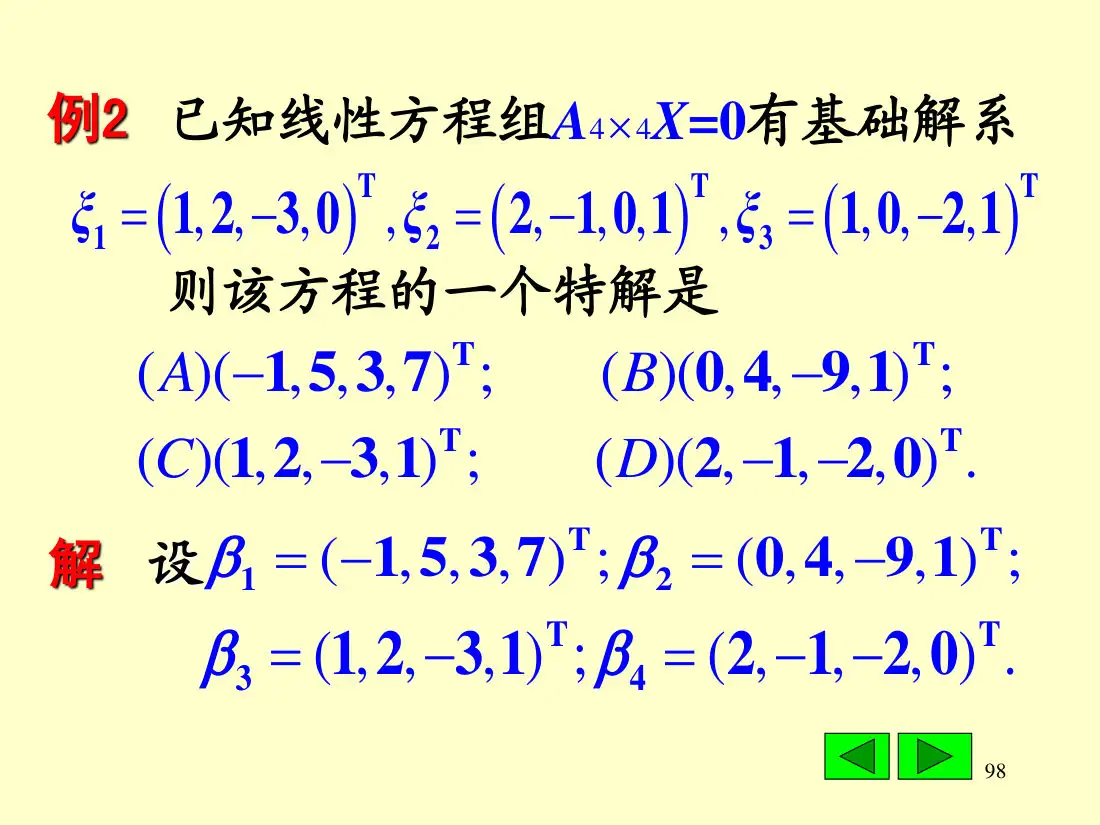 例2 已知线性方程组A4×4X=0有基础解系
ξ1 = (1, 2, −3, 0)^T , ξ2 = (2, −1, 0, 1)^T , ξ3 = (1, 0, −2, 1)^T
则该方程的一个特解是
(A)(−1, 5, 3, 7)^T; (B)(0, 4, −9, 1)^T;
(C)(1, 2, −3, 1)^T; (D)(2, −1, −2, 0)^T.
解 设β1 = (−1, 5, 3, 7)^T; β2 = (0, 4, −9, 1)^T;
β3 = (1, 2, −3, 1)^T; β4 = (2, −1, −2, 0)^T.
98